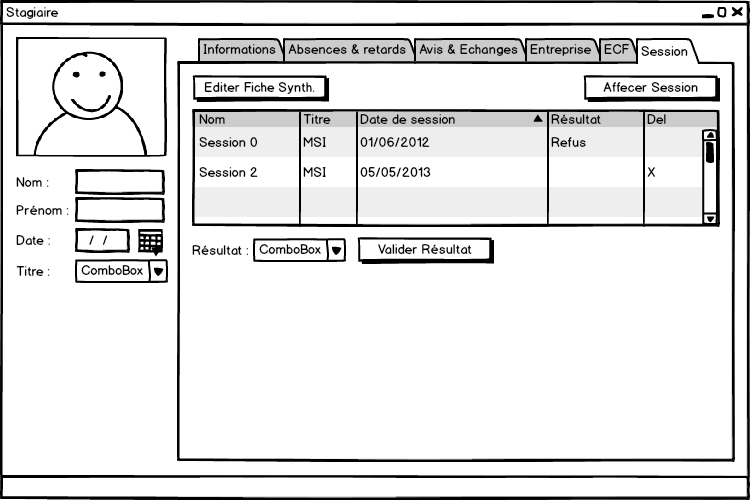 Stagiaire
Informations Absences & retards Avis & Echanges Entreprise ECF Session
Editer Fiche Synth. Affecer Session
Nom Titre Date de session Résultat Del
Session 0 MSI 01/06/2012 Refus
Session 2 MSI 05/05/2013 X
Nom :
Prénom :
Date : / /
Titre : ComboBox
Résultat : ComboBox Valider Résultat